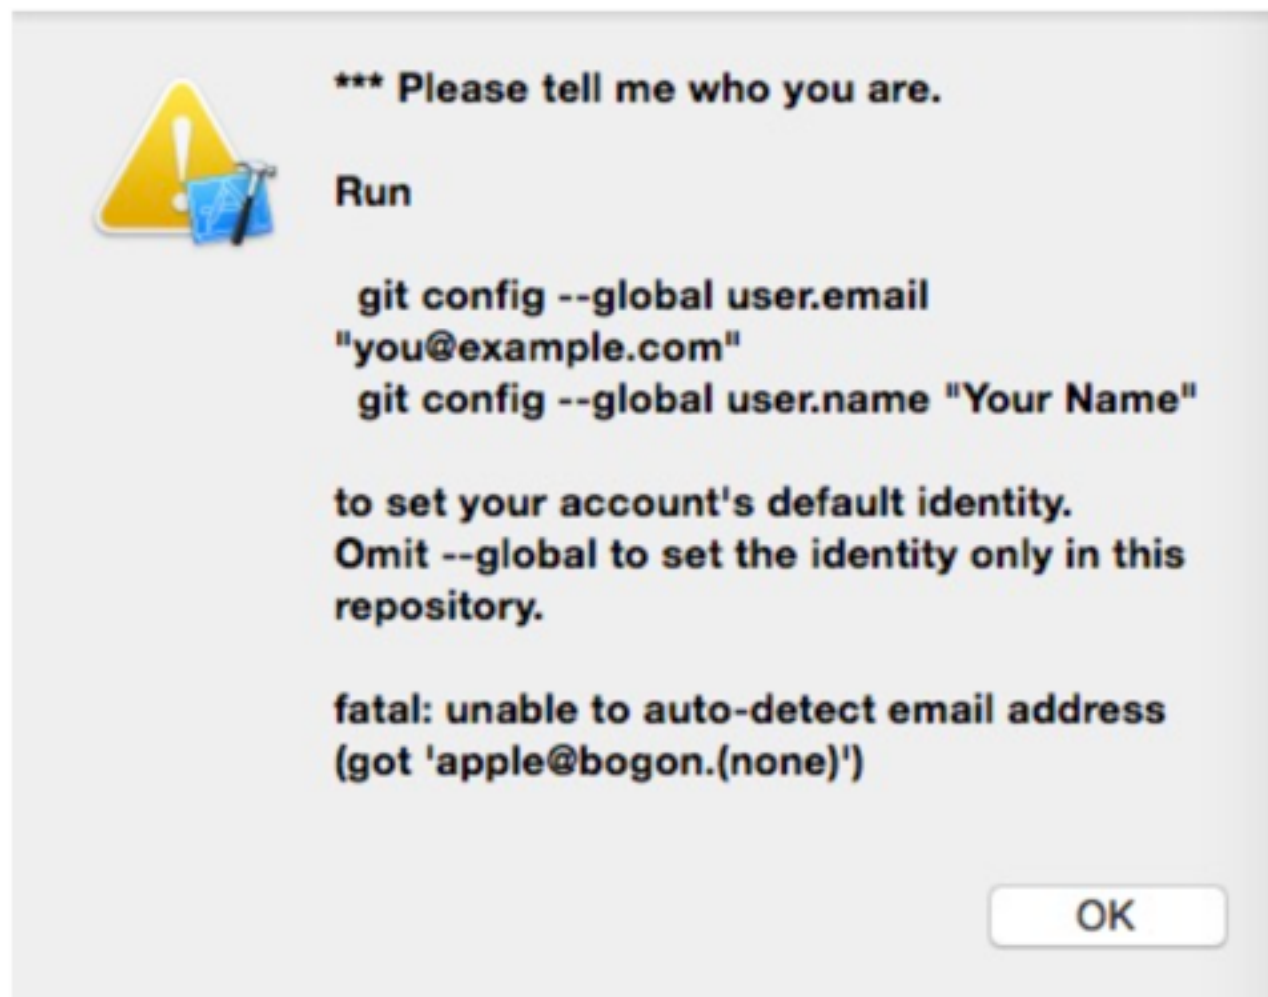 *** Please tell me who you are.
Run
git config --global user.email
"you@example.com"
git config --global user.name "Your Name"
to set your account's default identity.
Omit --global to set the identity only in this
repository.
fatal: unable to auto-detect email address
(got 'apple@bogon.(none)')
OK